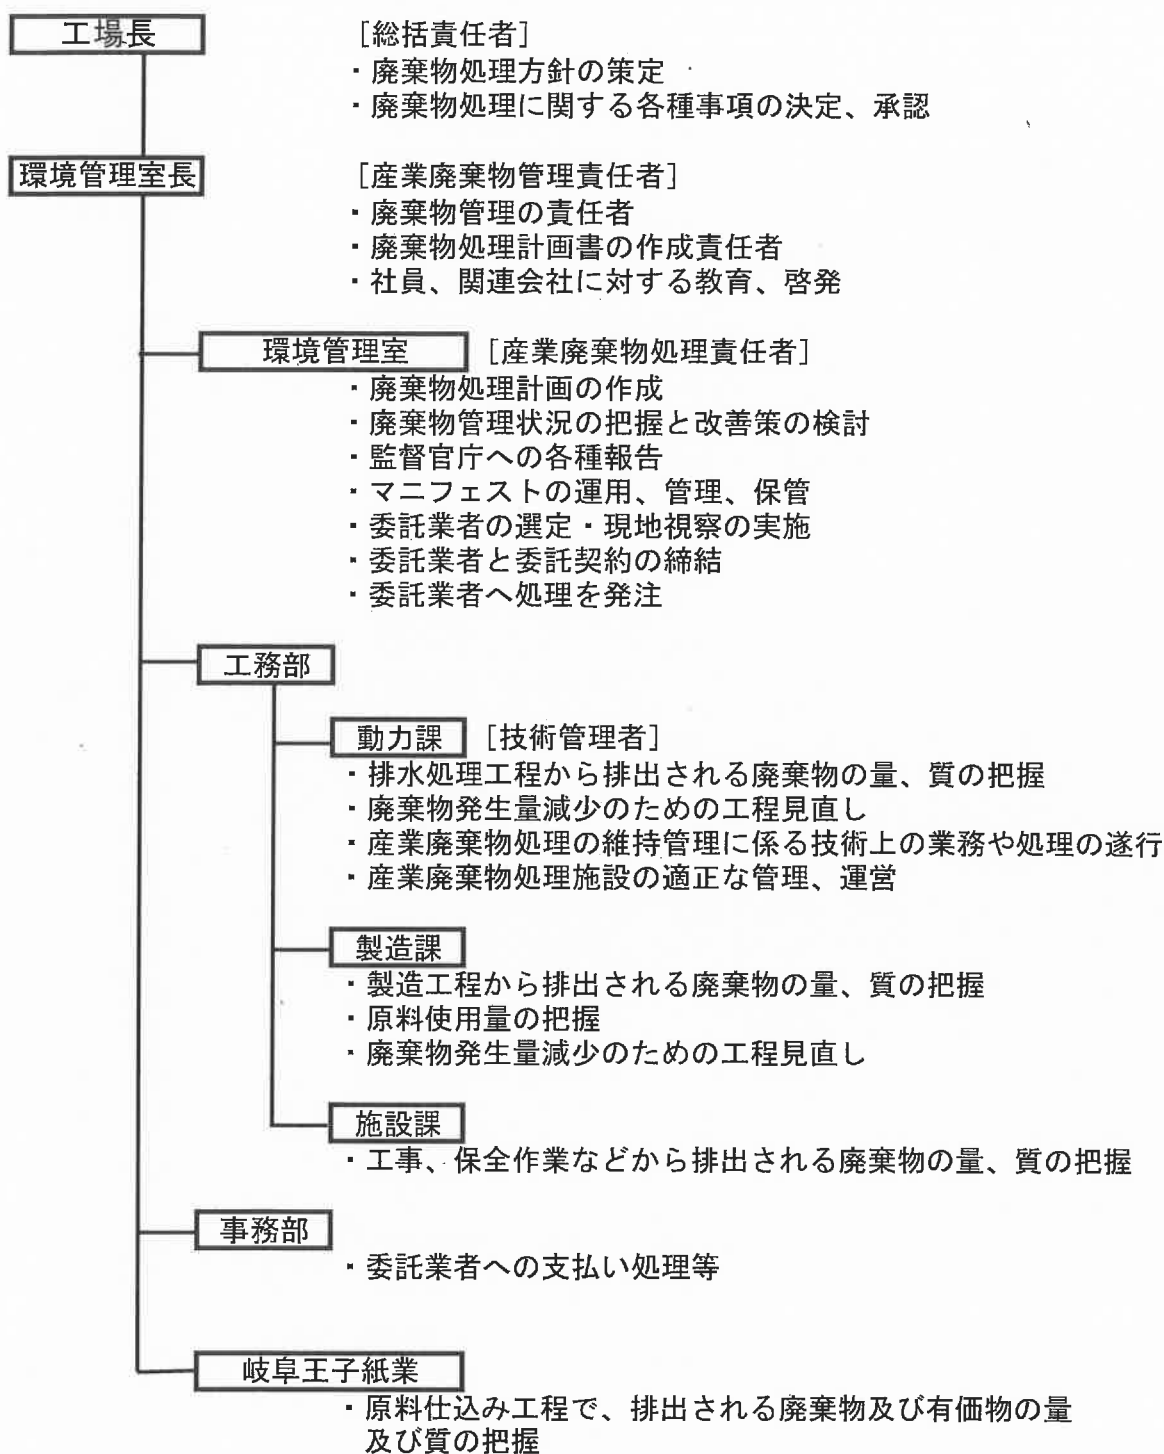 工場長 [総括責任者]
・廃棄物処理方針の策定
・廃棄物処理に関する各種事項の決定、承認
環境管理室長 [産業廃棄物管理責任者]
・廃棄物管理の責任者
・廃棄物処理計画書の作成責任者
・社員、関連会社に対する教育、啓発
環境管理室 [産業廃棄物処理責任者]
・廃棄物処理計画の作成
・廃棄物管理状況の把握と改善策の検討
・監督官庁への各種報告
・マニフェストの運用、管理、保管
・委託業者の選定・現地視察の実施
・委託業者と委託契約の締結
・委託業者へ処理を発注
工務部
動力課 [技術管理者]
・排水処理工程から排出される廃棄物の量、質の把握
・廃棄物発生量減少のための工程見直し
・産業廃棄物処理の維持管理に係る技術上の業務や処理の遂行
・産業廃棄物処理施設の適正な管理、運営
製造課
・製造工程から排出される廃棄物の量、質の把握
・原料使用量の把握
・廃棄物発生量減少のための工程見直し
施設課
・工事、保全作業などから排出される廃棄物の量、質の把握
事務部
・委託業者への支払い処理等
岐阜王子紙業
・原料仕込み工程で、排出される廃棄物及び有価物の量
及び質の把握